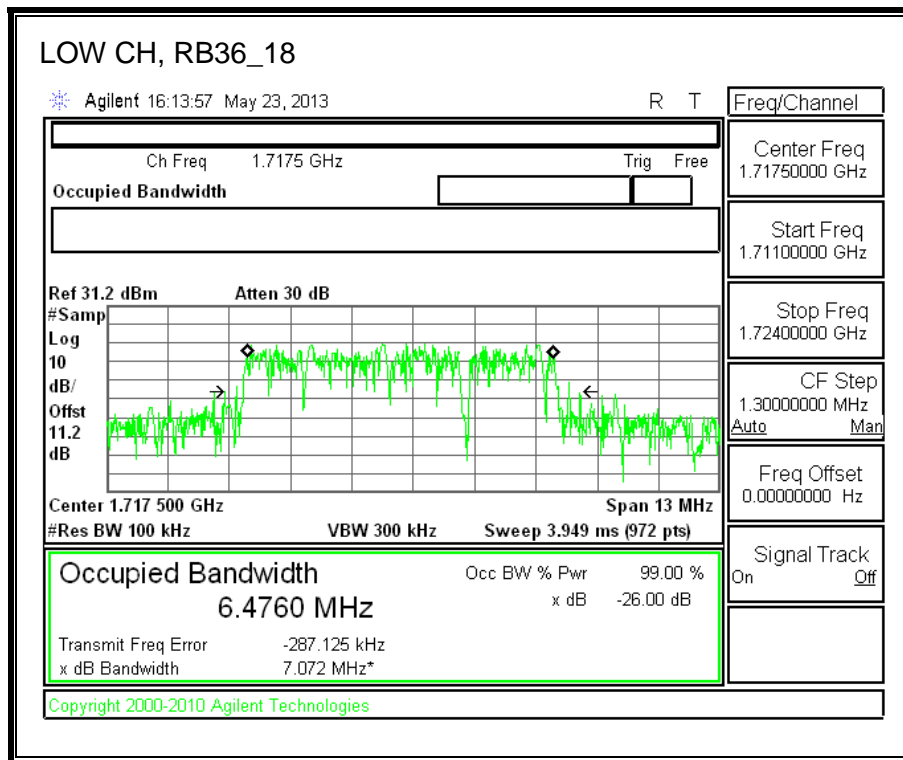 LOW CH, RB36_18
Agilent 16:13:57 May 23, 2013 R T
Freq/Channel
Ch Freq 1.7175 GHz Trig Free
Occupied Bandwidth
Center Freq
1.71750000 GHz
Start Freq
1.71100000 GHz
Stop Freq
1.72400000 GHz
CF Step
1.30000000 MHz
Auto Man
Freq Offset
0.00000000 Hz
Signal Track
On Off
Ref 31.2 dBm Atten 30 dB
#Samp
Log
10
dB/
Offst
11.2
dB
Center 1.717 500 GHz Span 13 MHz
#Res BW 100 kHz VBW 300 kHz Sweep 3.949 ms (972 pts)
Occupied Bandwidth Occ BW % Pwr 99.00 %
6.4760 MHz x dB -26.00 dB
Transmit Freq Error -287.125 kHz
x dB Bandwidth 7.072 MHz*
Copyright 2000-2010 Agilent Technologies